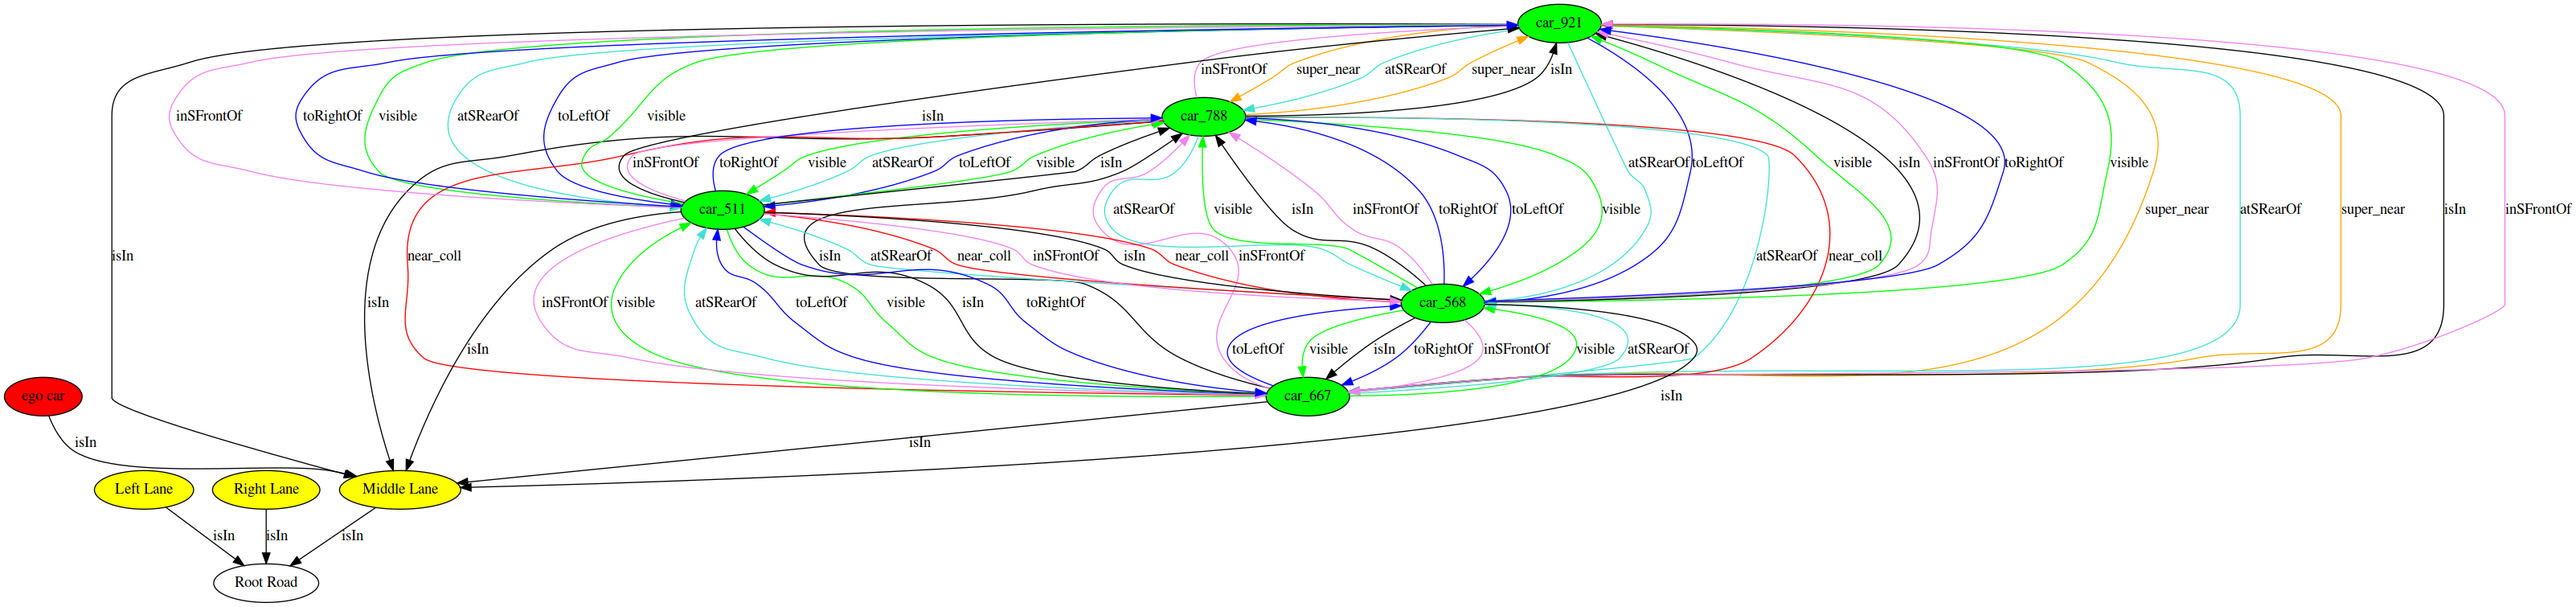 car_921
inSFrontOf super_near atSRearOf super_near isIn
inSFrontOf toRightOf visible atSRearOf toLeftOf visible isIn car_788
inSFrontOf toRightOf visible atSRearOf toLeftOf visible isIn atSRearOf toLeftOf visible isIn inSFrontOf toRightOf visible
car_511 atSRearOf visible isIn inSFrontOf toRightOf toLeftOf visible super_near atSRearOf super_near isIn inSFrontOf
isIn near_coll isIn atSRearOf near_coll inSFrontOf isIn near_coll inSFrontOf atSRearOf near_coll
isIn inSFrontOf visible atSRearOf toLeftOf visible isIn toRightOf car_568
isIn toLeftOf visible isIn toRightOf inSFrontOf visible atSRearOf
ego car car_667 isIn
isIn isIn
Left Lane Right Lane Middle Lane
isIn isIn isIn
Root Road